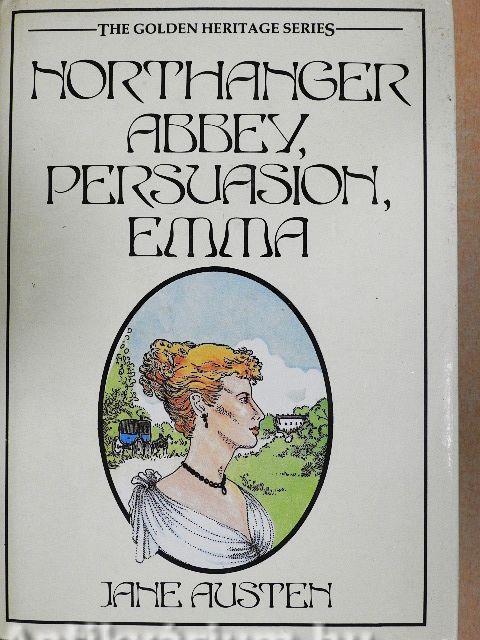 THE GOLDEN HERITAGE SERIES
NORTHANGER
ABBEY,
PERSUASION,
EMMA
JANE AUSTEN